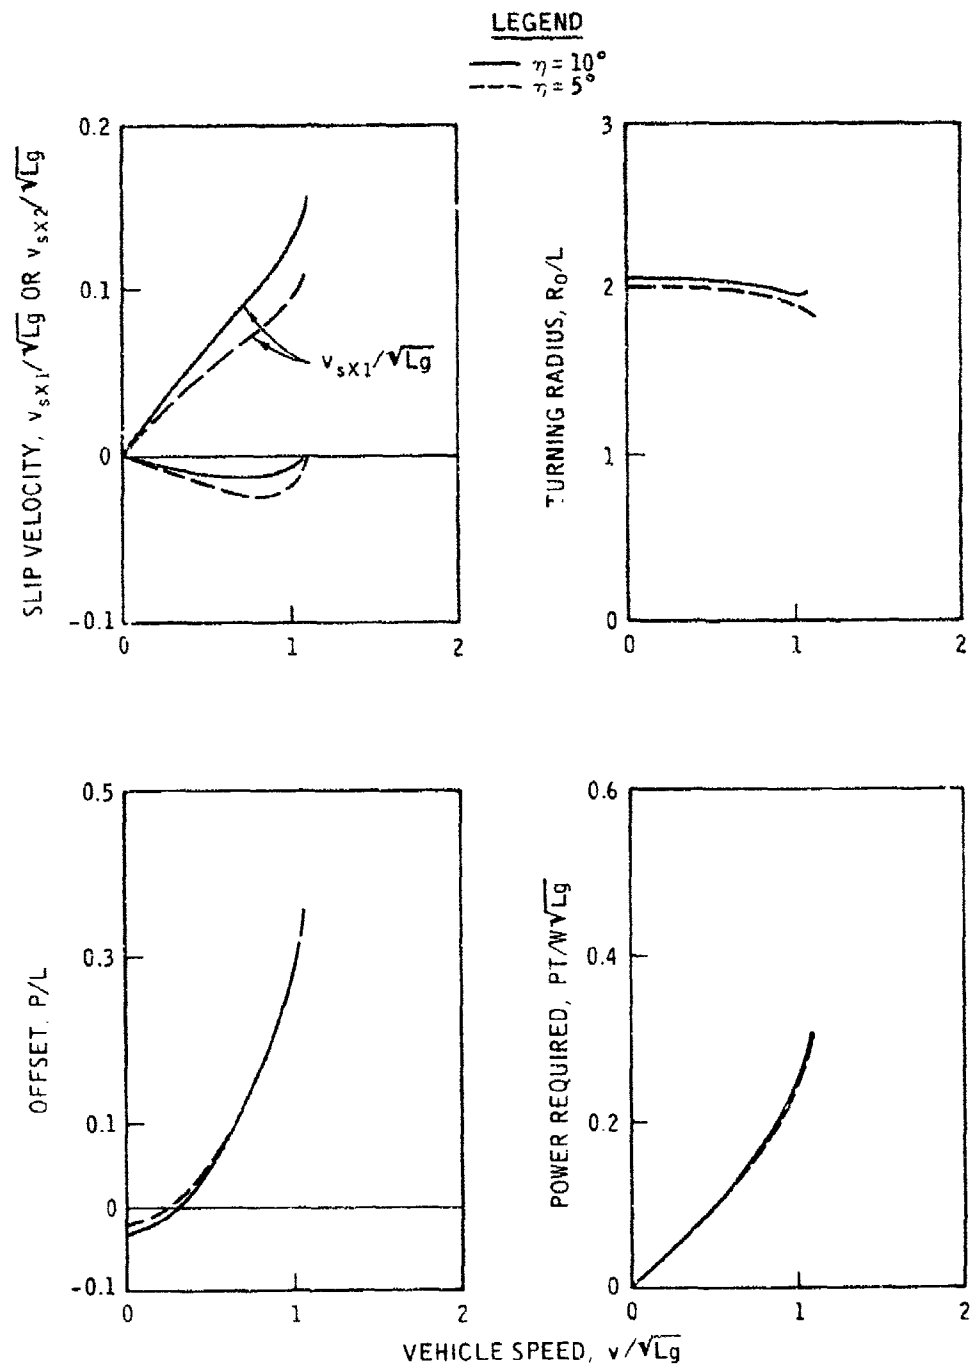 LEGEND
η = 10°
η = 5°
SLIP VELOCITY, v_sX1/√Lg OR v_sX2/√Lg
0.2
0.1
0
-0.1
0 1 2
v_sX1/√Lg
TURNING RADIUS, R_0/L
3
2
1
0
0 1 2
OFFSET. P/L
0.5
0.3
0.1
0
-0.1
0 1 2
POWER REQUIRED, PT/W√Lg
0.6
0.4
0.2
0
0 1 2
VEHICLE SPEED, v/√Lg